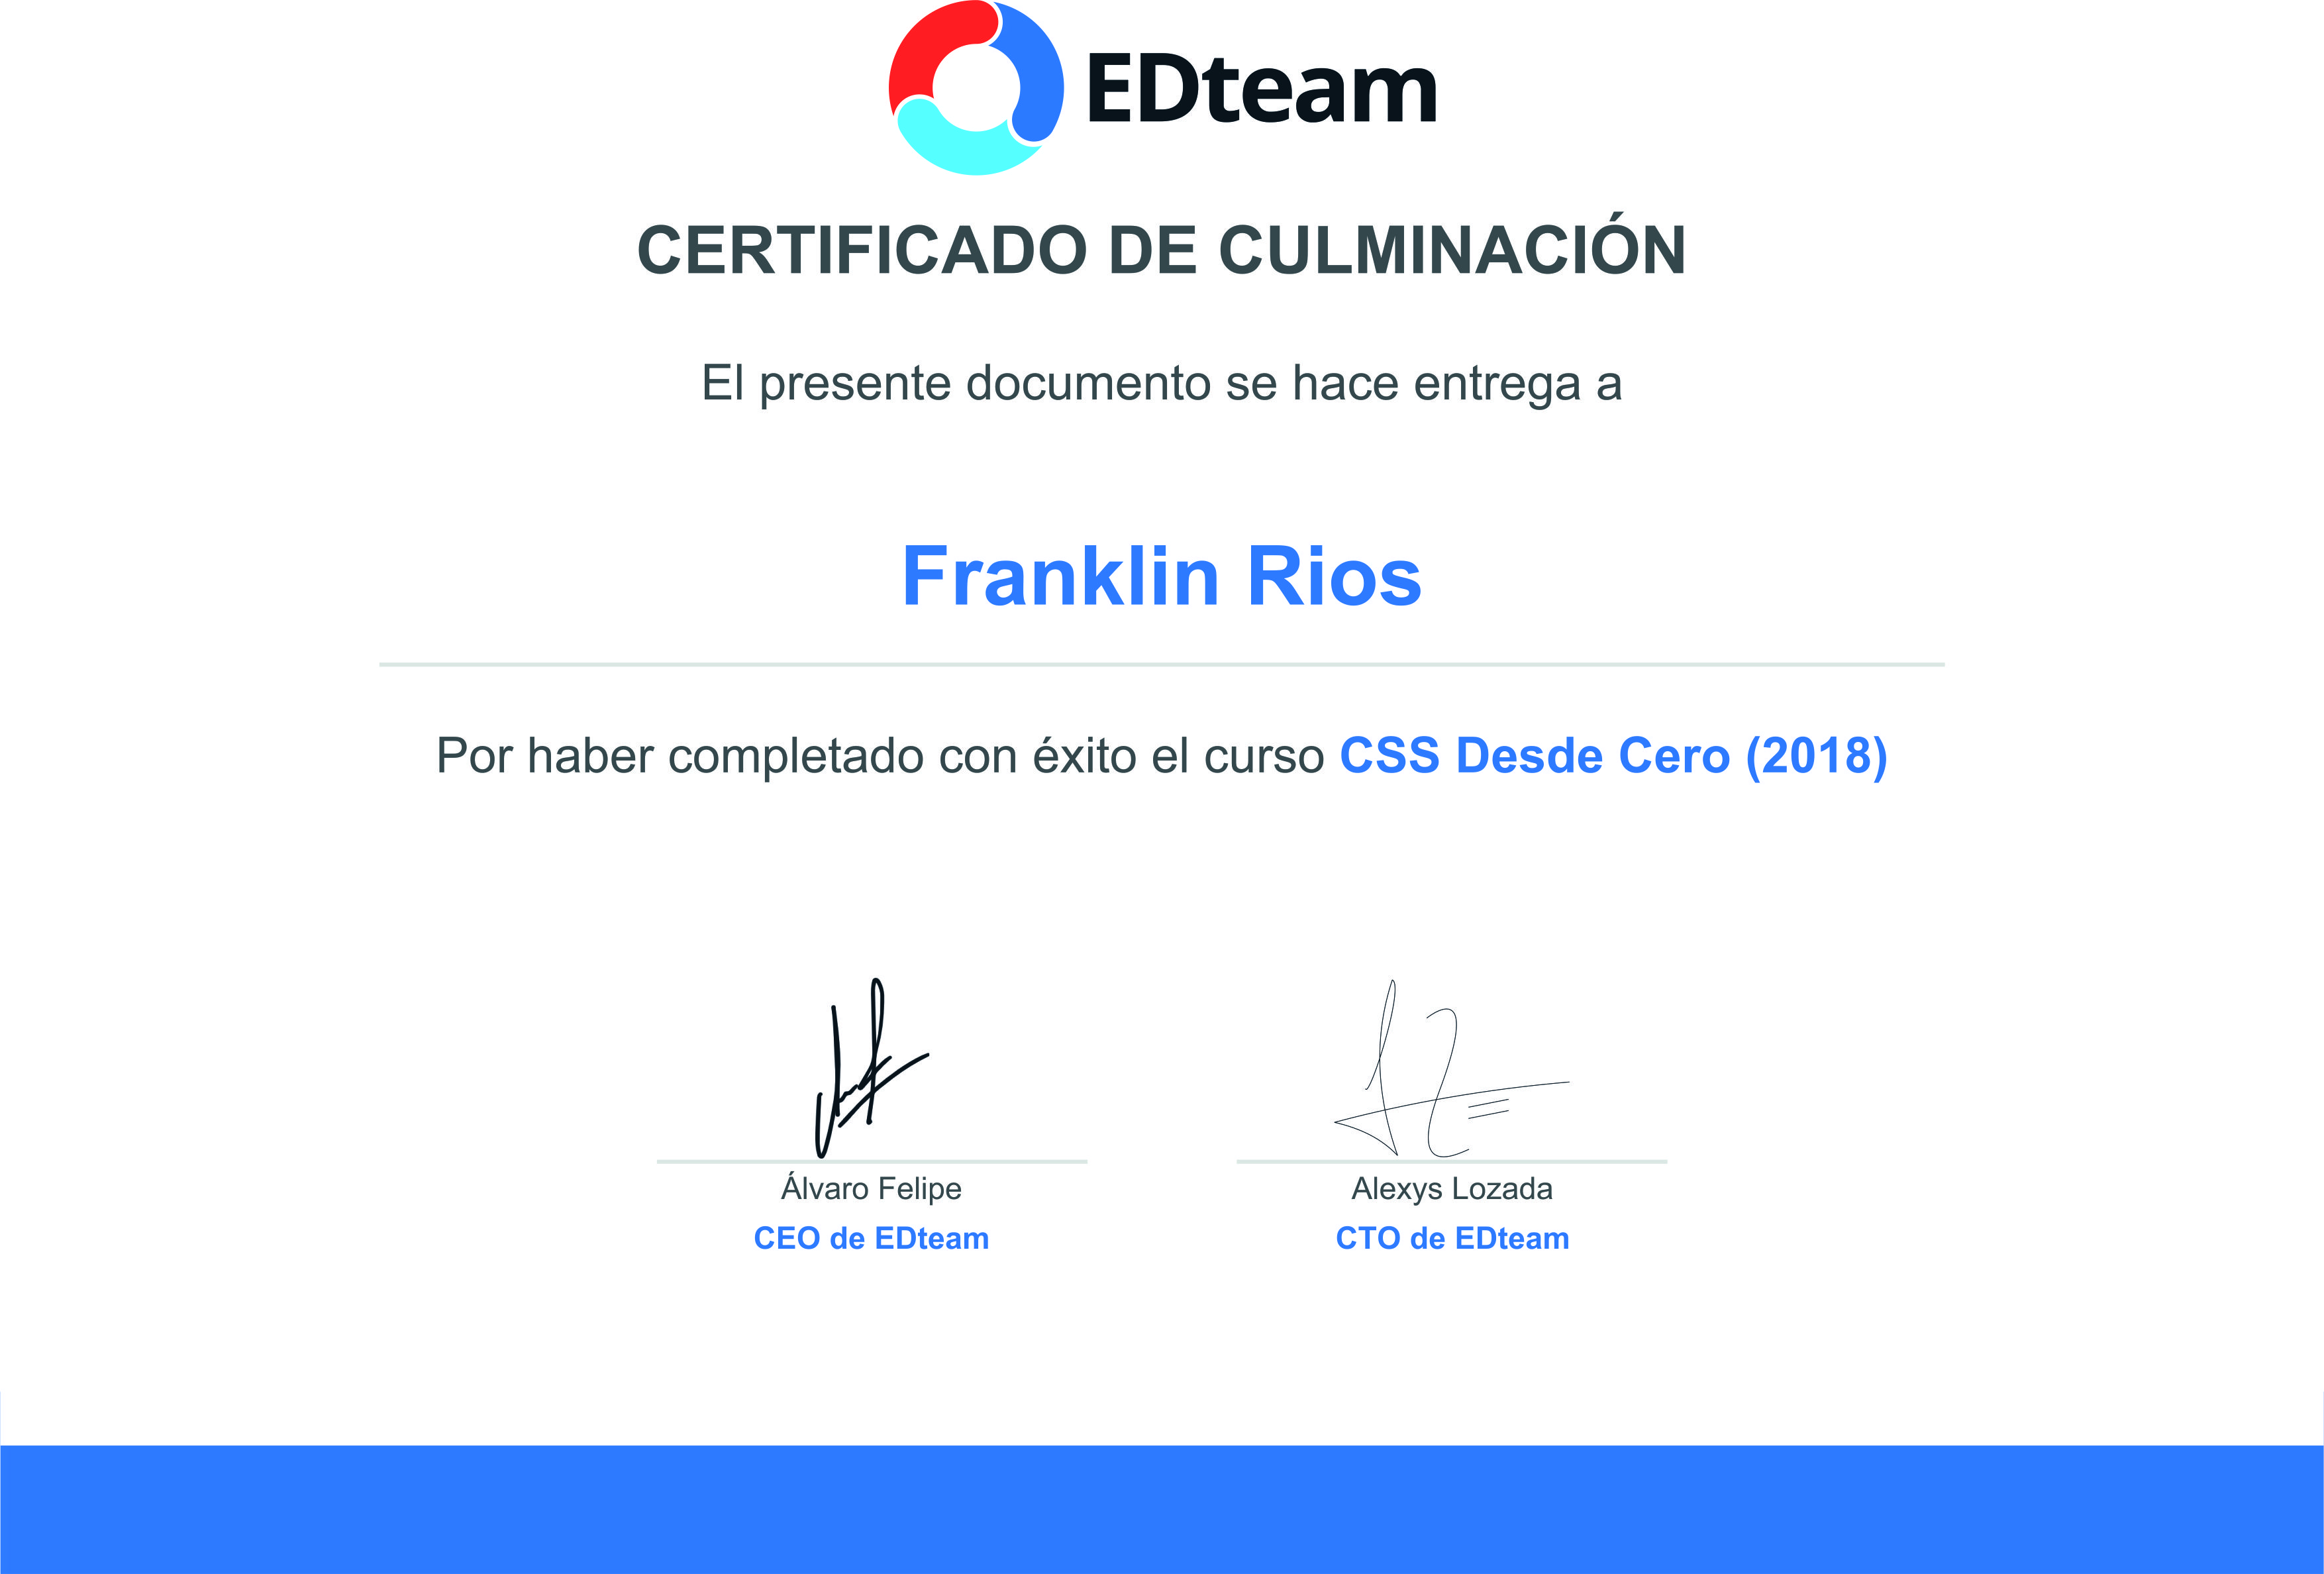 EDteam
CERTIFICADO DE CULMINACIÓN
El presente documento se hace entrega a
Franklin Rios
Por haber completado con éxito el curso CSS Desde Cero (2018)
Álvaro Felipe
CEO de EDteam
Alexys Lozada
CTO de EDteam